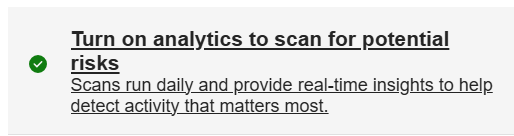 Turn on analytics to scan for potential
risks
Scans run daily and provide real-time insights to help
detect activity that matters most.